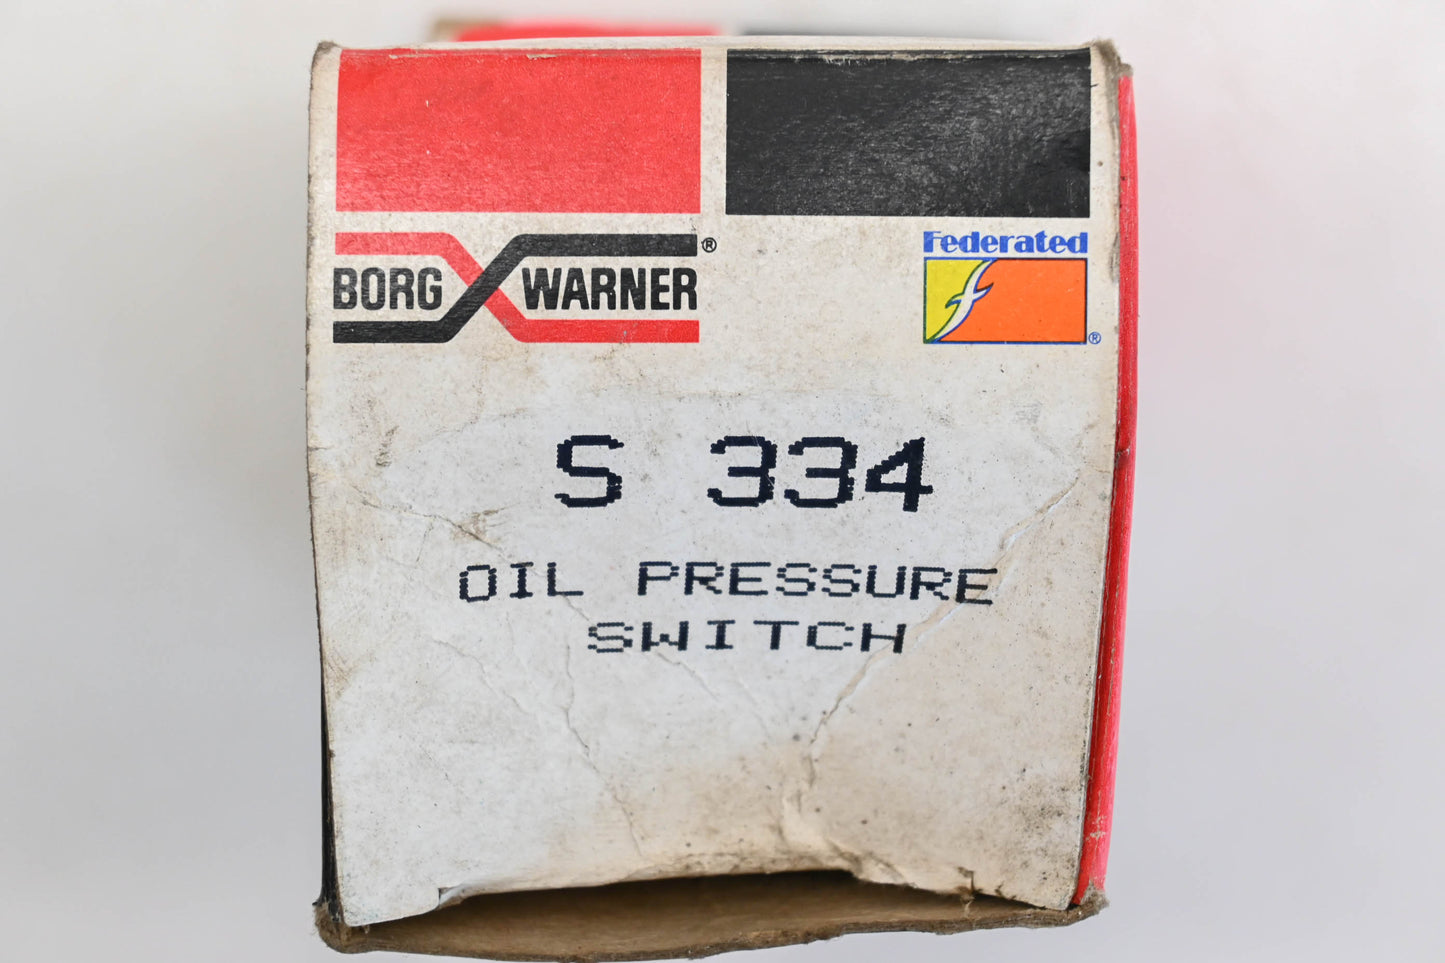 BORG WARNER®
Federated
f
®
S 334
OIL PRESSURE
SWITCH